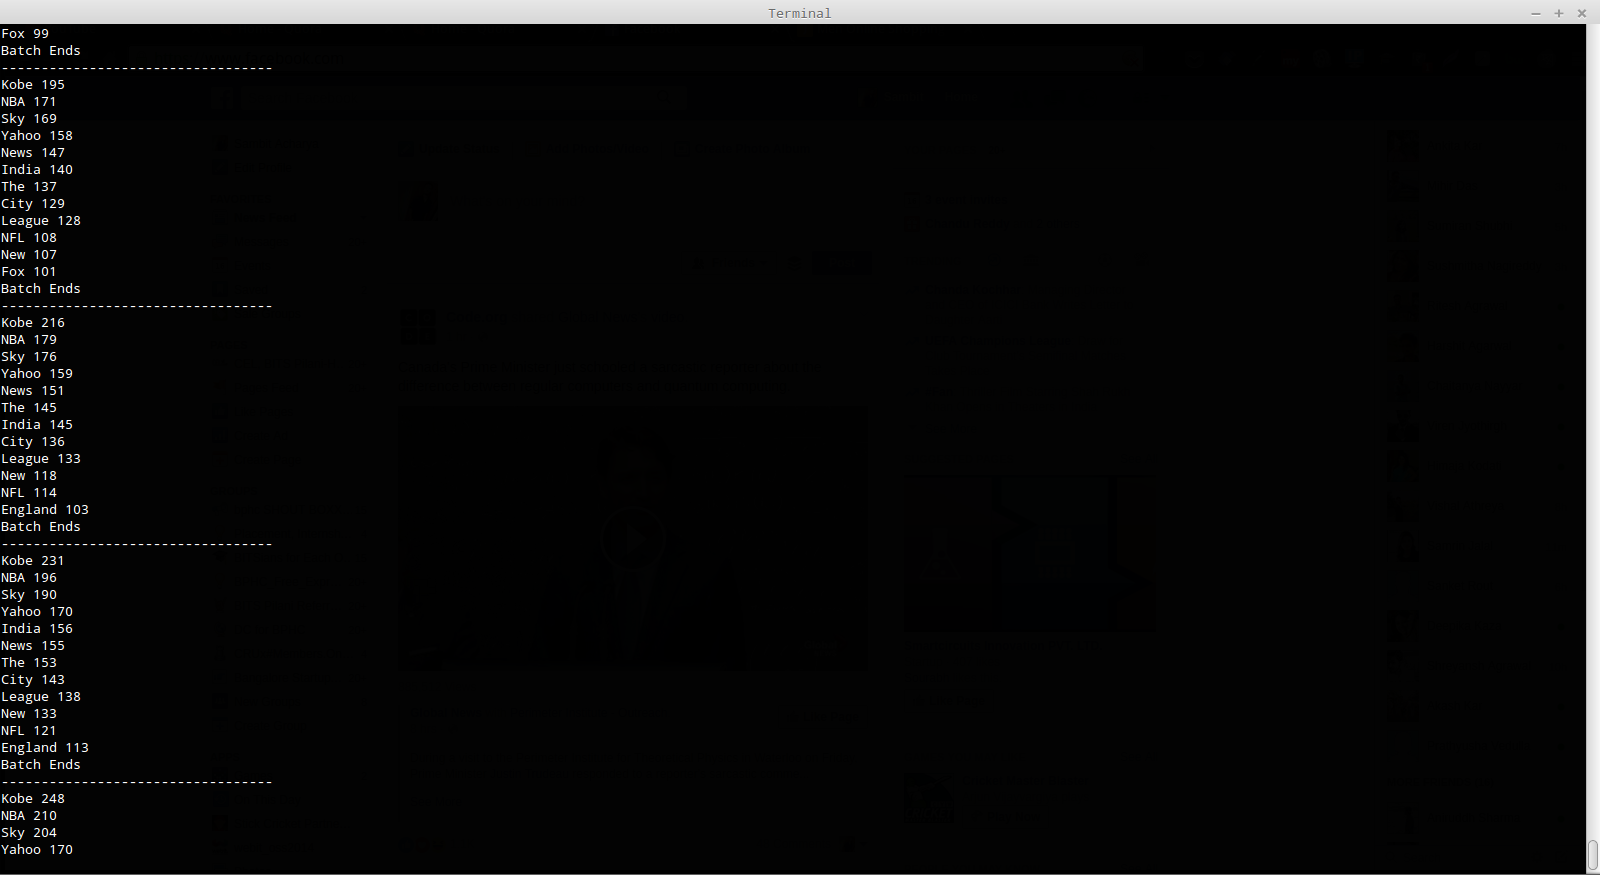 Terminal
Fox 99
Batch Ends
----------------------------------
Kobe 195
NBA 171
Sky 169
Yahoo 158
News 147
India 140
The 137
City 129
League 128
NFL 108
New 107
Fox 101
Batch Ends
----------------------------------
Kobe 216
NBA 179
Sky 176
Yahoo 159
News 151
The 145
India 145
City 136
League 133
New 118
NFL 114
England 103
Batch Ends
----------------------------------
Kobe 231
NBA 196
Sky 190
Yahoo 170
India 156
News 155
The 153
City 143
League 138
New 133
NFL 121
England 113
Batch Ends
----------------------------------
Kobe 248
NBA 210
Sky 204
Yahoo 170